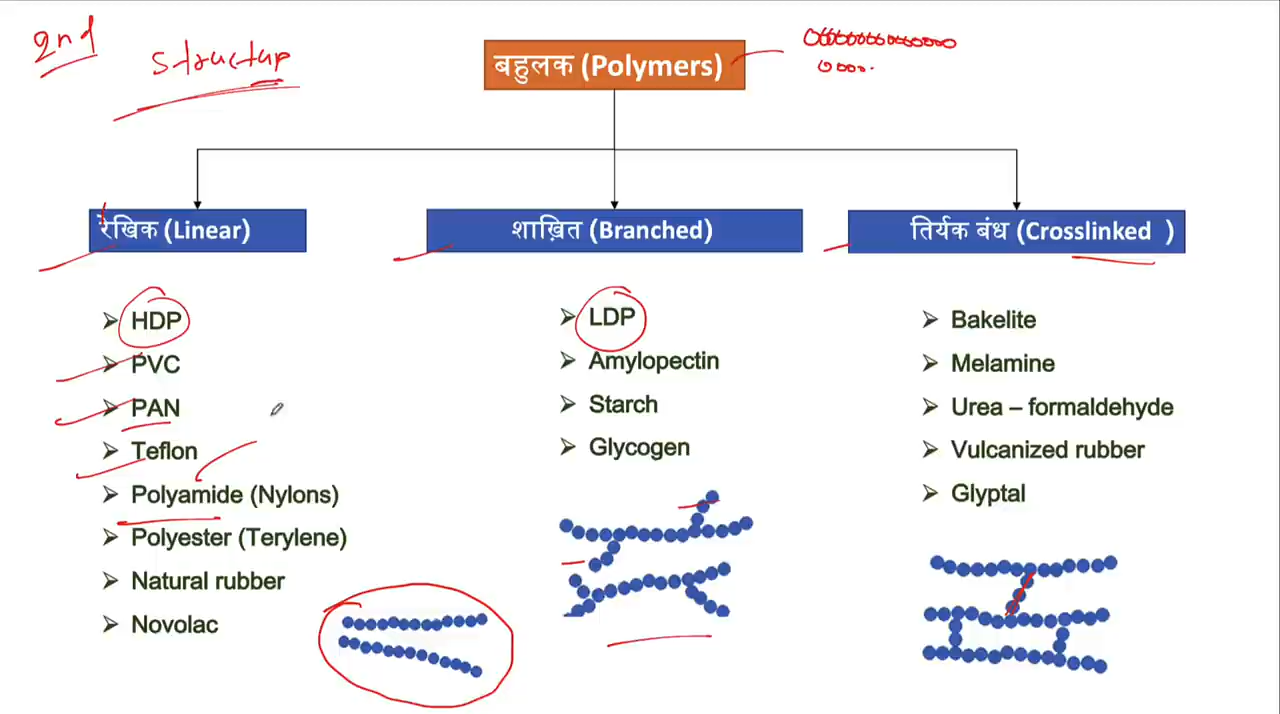 2nd
structur
बहुलक (Polymers)
रेखिक (Linear)
HDP
PVC
PAN
Teflon
Polyamide (Nylons)
Polyester (Terylene)
Natural rubber
Novolac
शाख़ित (Branched)
LDP
Amylopectin
Starch
Glycogen
तिर्यक बंध (Crosslinked )
Bakelite
Melamine
Urea – formaldehyde
Vulcanized rubber
Glyptal